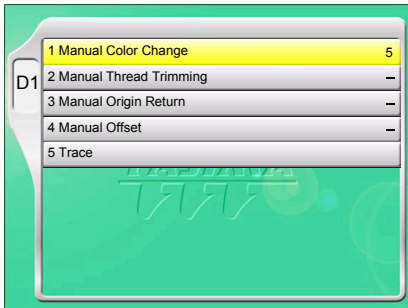 D1
1 Manual Color Change 5
2 Manual Thread Trimming –
3 Manual Origin Return –
4 Manual Offset –
5 Trace
TAJIMA